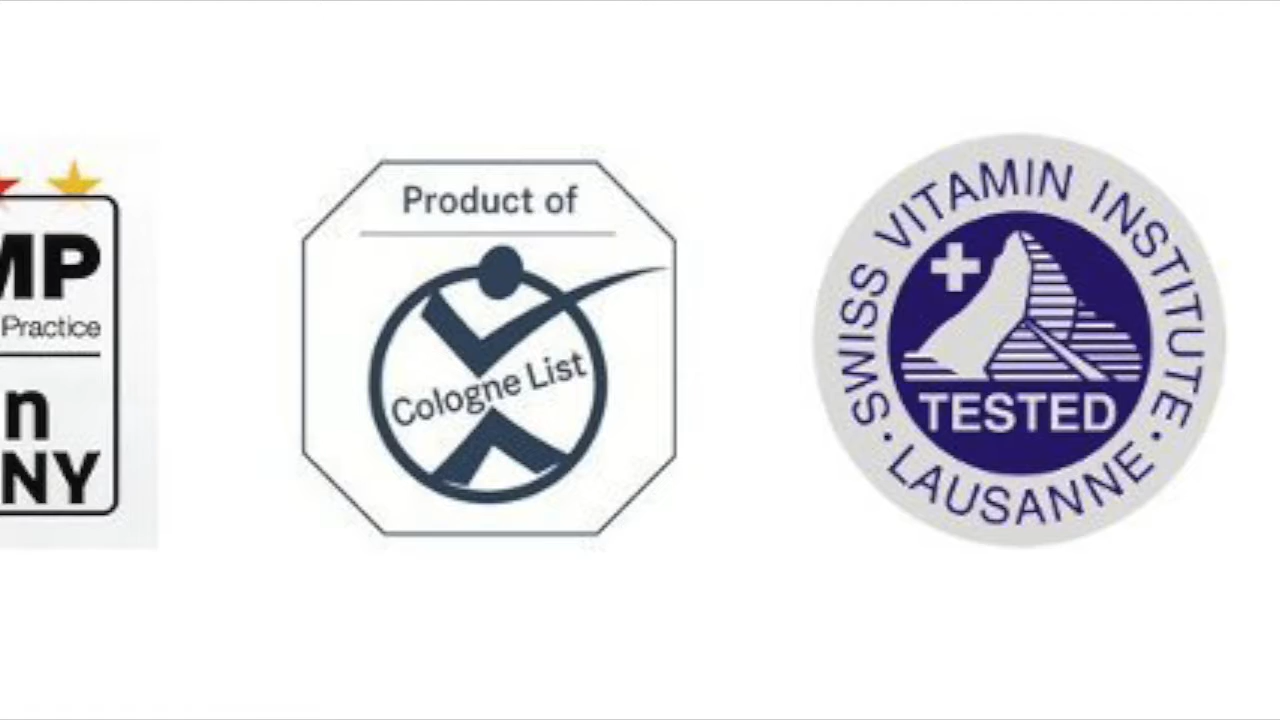 MP
Practice
n
NY
Product of
Cologne List
SWISS VITAMIN INSTITUTE
TESTED
• LAUSANNE •